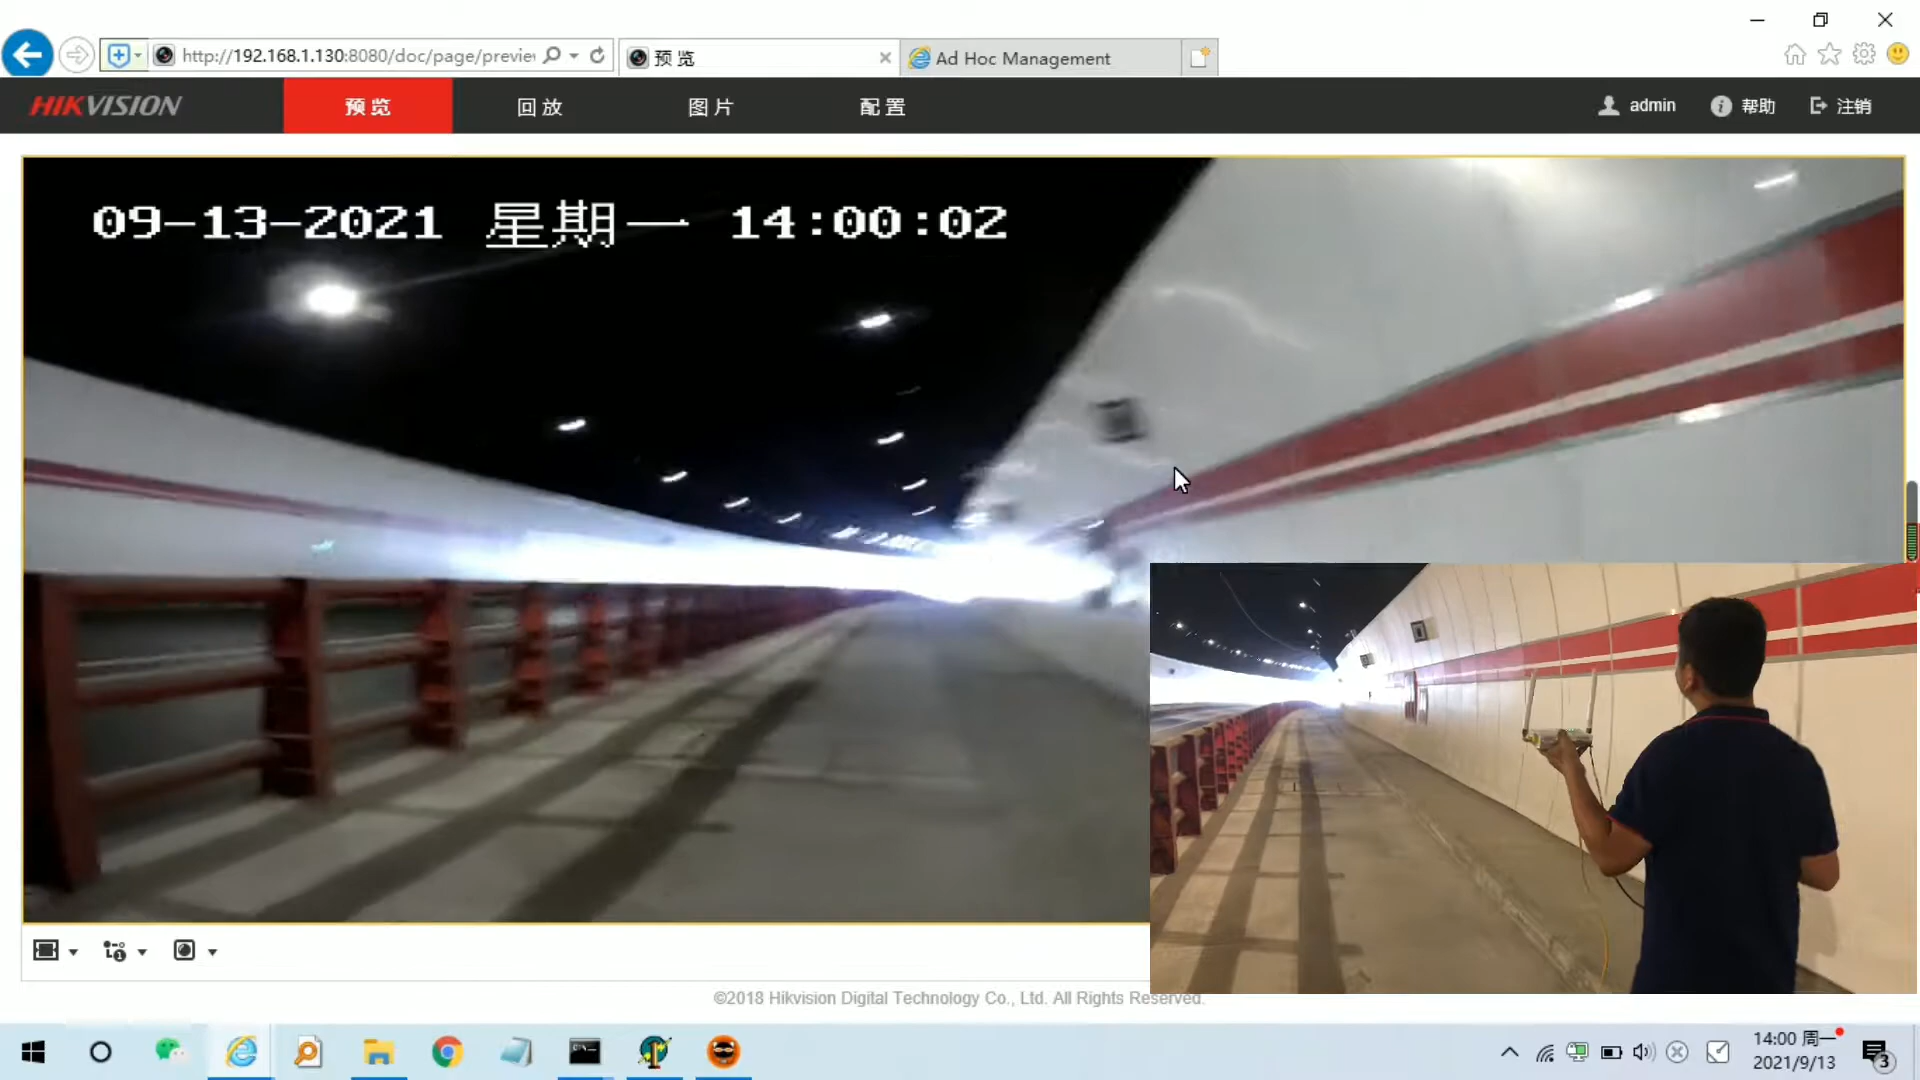 http://192.168.1.130:8080/doc/page/previe
预览
Ad Hoc Management
HIKVISION
预览
回放
图片
配置
admin
帮助
注销
09-13-2021 星期一 14:00:02
©2018 Hikvision Digital Technology Co., Ltd. All Rights Reserved.
14:00 周一
2021/9/13
3